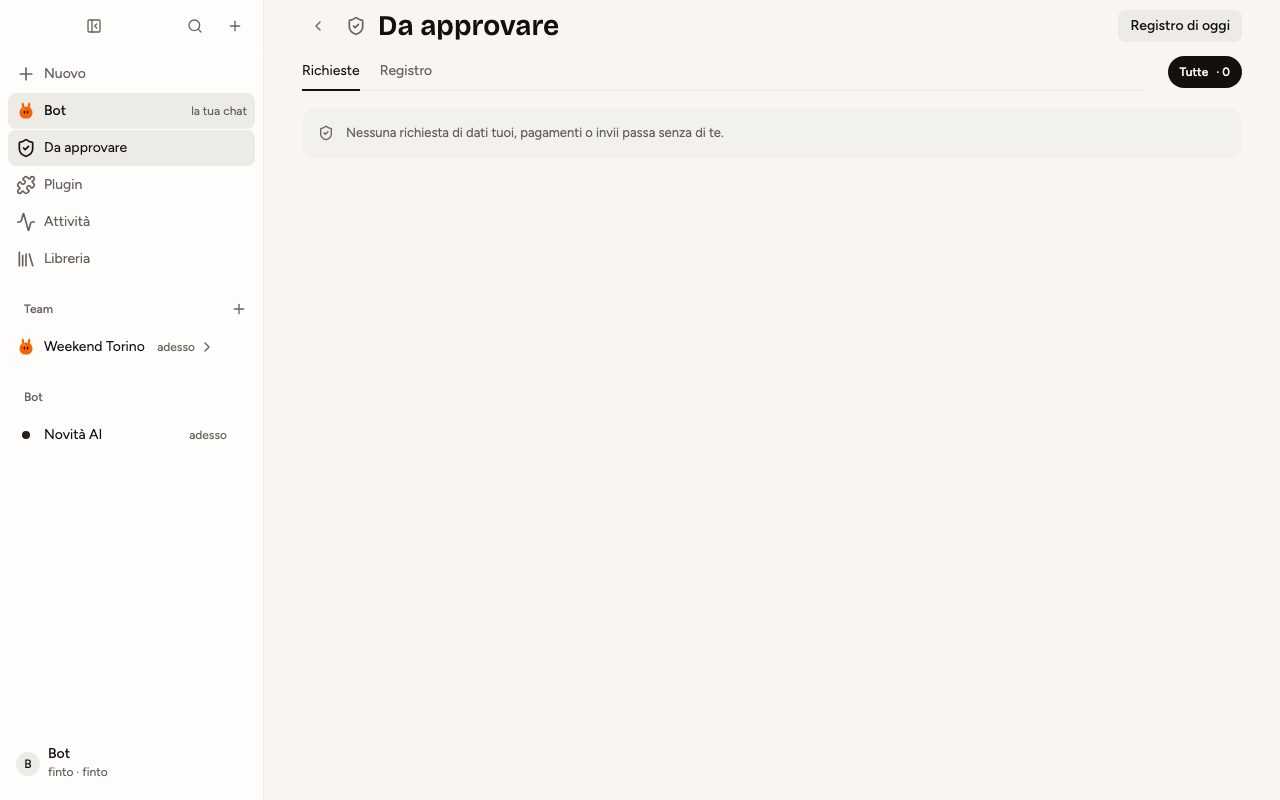 Nuovo
Bot la tua chat
Da approvare
Plugin
Attività
Libreria
Team
Weekend Torino adesso
Bot
Novità AI adesso
B
Bot
finto · finto
Da approvare
Registro di oggi
Richieste Registro
Tutte · 0
Nessuna richiesta di dati tuoi, pagamenti o invii passa senza di te.